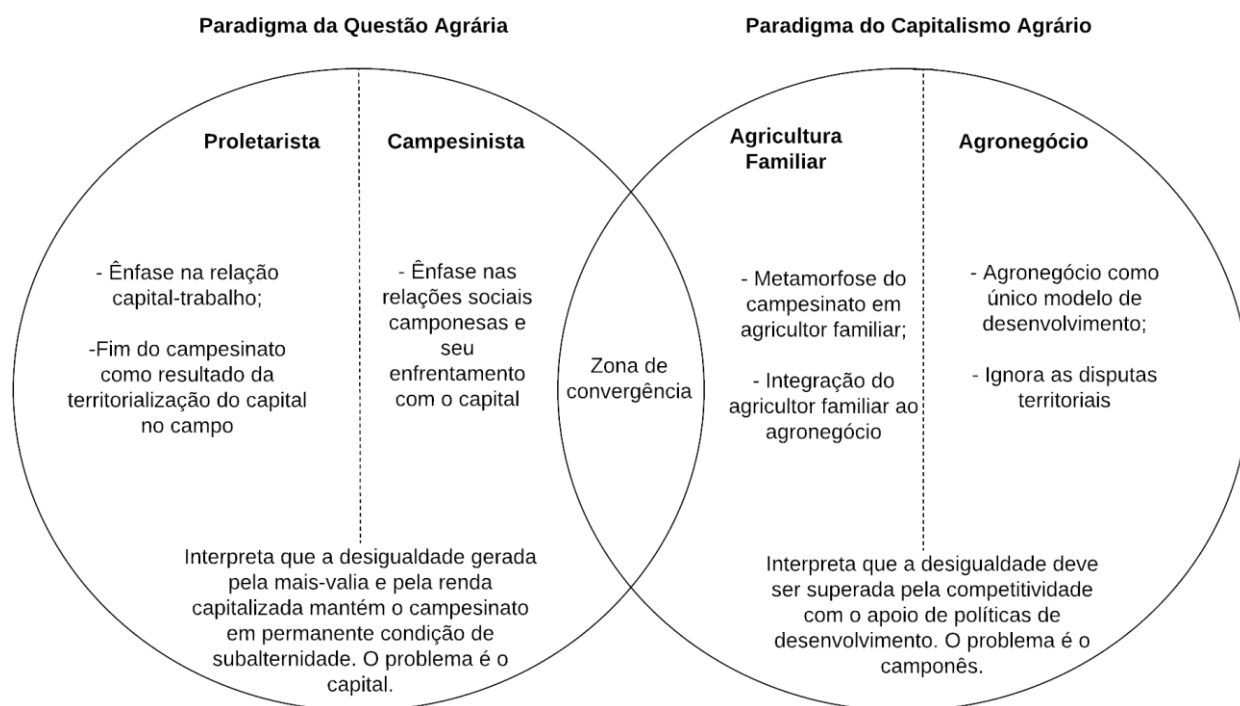 Paradigma da Questão Agrária
Paradigma do Capitalismo Agrário
Proletarista
Campesinista
Agricultura
Familiar
Agronegócio
- Ênfase na relação
capital-trabalho;
-Fim do campesinato
como resultado da
territorialização do capital
no campo
- Ênfase nas
relações sociais
camponesas e
seu
enfrentamento
com o capital
Zona de
convergência
- Metamorfose do
campesinato em
agricultor familiar;
- Integração do
agricultor familiar ao
agronegócio
- Agronegócio como
único modelo de
desenvolvimento;
- Ignora as disputas
territoriais
Interpreta que a desigualdade gerada
pela mais-valia e pela renda
capitalizada mantém o campesinato
em permanente condição de
subalternidade. O problema é o
capital.
Interpreta que a desigualdade deve
ser superada pela competitividade
com o apoio de políticas de
desenvolvimento. O problema é o
camponês.